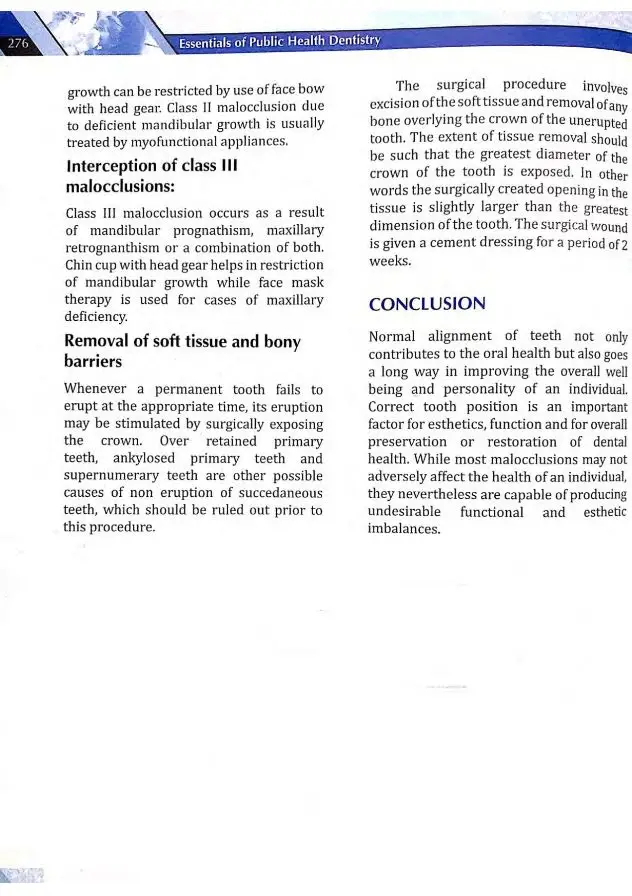 276
Essentials of Public Health Dentistry
growth can be restricted by use of face bow
with head gear. Class II malocclusion due
to deficient mandibular growth is usually
treated by myofunctional appliances.
Interception of class III
malocclusions:
Class III malocclusion occurs as a result
of mandibular prognathism, maxillary
retrognanthism or a combination of both.
Chin cup with head gear helps in restriction
of mandibular growth while face mask
therapy is used for cases of maxillary
deficiency.
Removal of soft tissue and bony
barriers
Whenever a permanent tooth fails to
erupt at the appropriate time, its eruption
may be stimulated by surgically exposing
the crown. Over retained primary
teeth, ankylosed primary teeth and
supernumerary teeth are other possible
causes of non eruption of succedaneous
teeth, which should be ruled out prior to
this procedure.
The surgical procedure involves
excision of the soft tissue and removal of any
bone overlying the crown of the unerupted
tooth. The extent of tissue removal should
be such that the greatest diameter of the
crown of the tooth is exposed. In other
words the surgically created opening in the
tissue is slightly larger than the greatest
dimension of the tooth. The surgical wound
is given a cement dressing for a period of 2
weeks.
CONCLUSION
Normal alignment of teeth not only
contributes to the oral health but also goes
a long way in improving the overall well
being and personality of an individual.
Correct tooth position is an important
factor for esthetics, function and for overall
preservation or restoration of dental
health. While most malocclusions may not
adversely affect the health of an individual,
they nevertheless are capable of producing
undesirable functional and esthetic
imbalances.